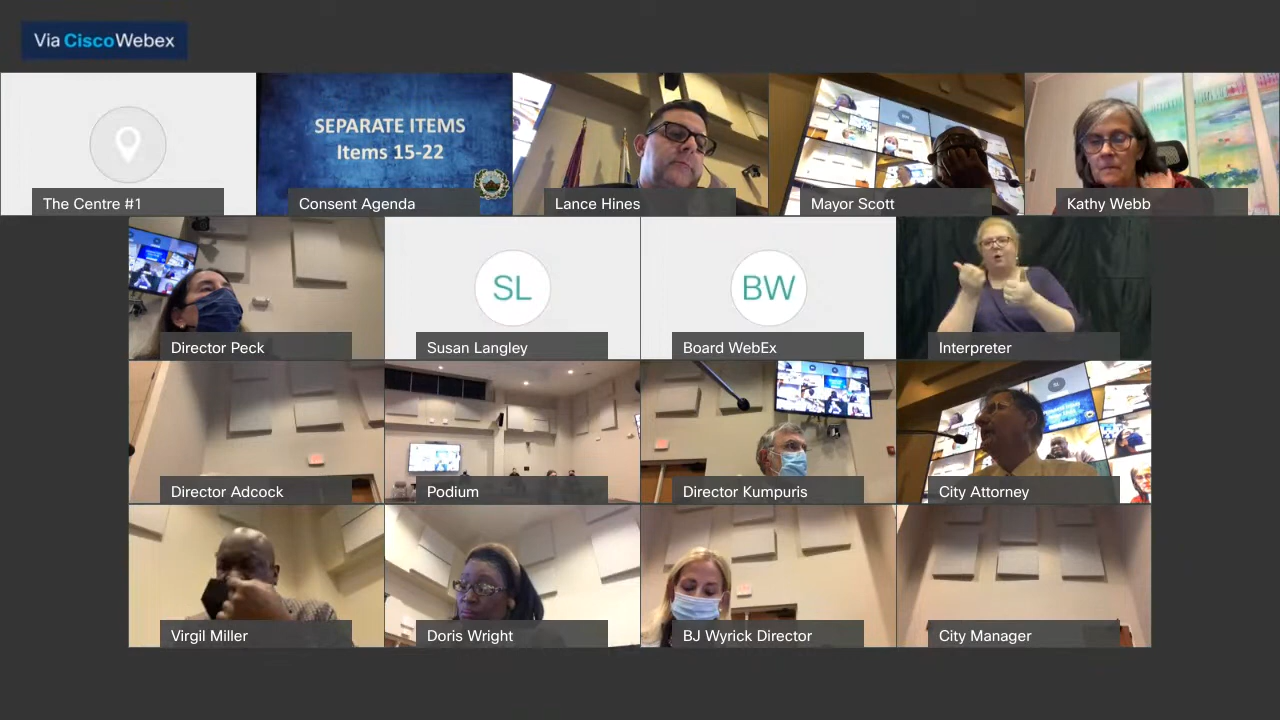 Via Cisco Webex
SEPARATE ITEMS
Items 15-22
The Centre #1
Consent Agenda
Lance Hines
Mayor Scott
Kathy Webb
SL
BW
Director Peck
Susan Langley
Board WebEx
Interpreter
Director Adcock
Podium
Director Kumpuris
City Attorney
Virgil Miller
Doris Wright
BJ Wyrick Director
City Manager